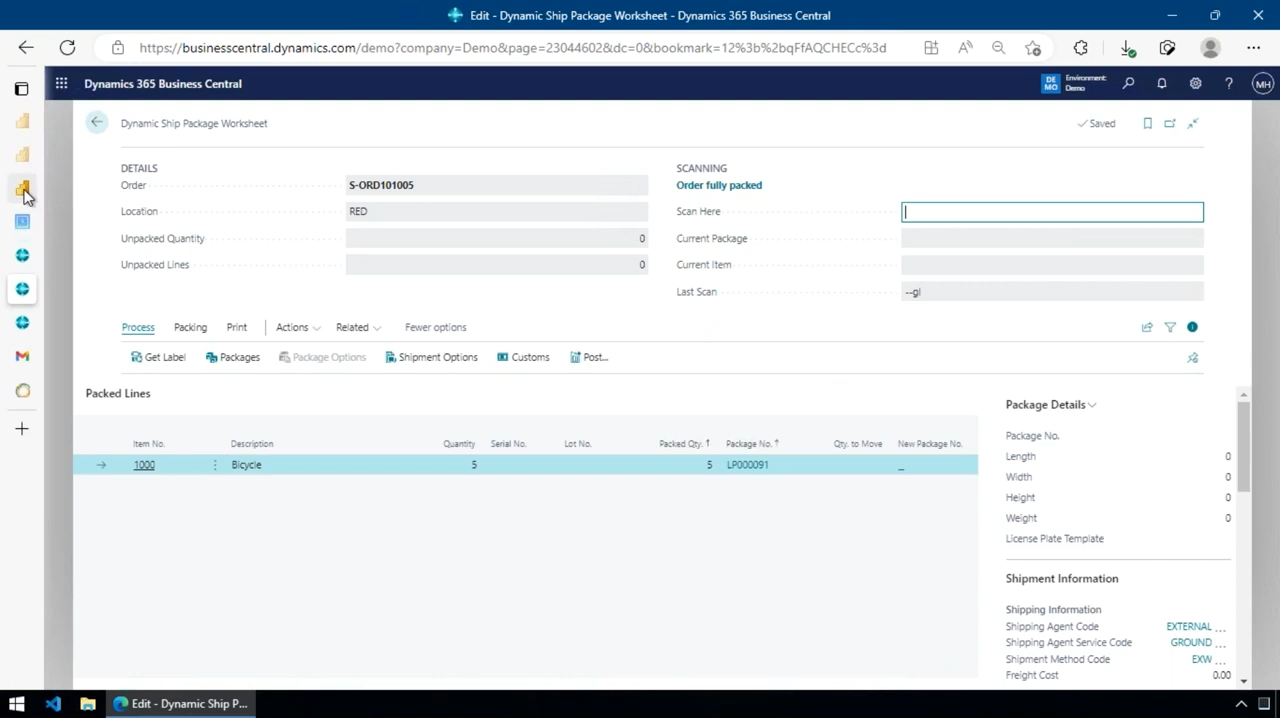 Edit - Dynamic Ship Package Worksheet - Dynamics 365 Business Central
https://businesscentral.dynamics.com/demo?company=Demo&page=23044602&dc=0&bookmark=12%3b%2bqFfAQCHECc%3d
Dynamics 365 Business Central
DE MO
Environment: Demo
MH
Dynamic Ship Package Worksheet
Saved
DETAILS
SCANNING
Order S-ORD101005
Order fully packed
Location RED
Scan Here
Unpacked Quantity 0
Current Package
Unpacked Lines 0
Current Item
Last Scan --gl
Process Packing Print Actions Related Fewer options
Get Label Packages Package Options Shipment Options Customs Post...
Packed Lines
Item No. Description Quantity Serial No. Lot No. Packed Qty. ↑ Package No. ↑ Qty. to Move New Package No.
→ 1000 Bicycle 5 5 LP000091 _
Package Details
Package No.
Length 0
Width 0
Height 0
Weight 0
License Plate Template
Shipment Information
Shipping Information
Shipping Agent Code EXTERNAL ...
Shipping Agent Service Code GROUND ...
Shipment Method Code EXW ...
Freight Cost 0.00
Edit - Dynamic Ship P...